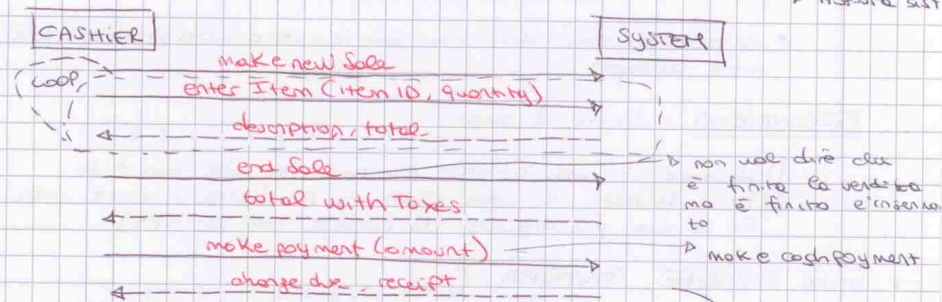 CASHIER
SYSTEM
make new Sale
LOOP
enter Item (item ID, quantity)
description, total
end Sale
non vuol dire che
è finita la vendita
ma è finito
to
total with Taxes
make payment (amount)
make cash payment
change due, receipt